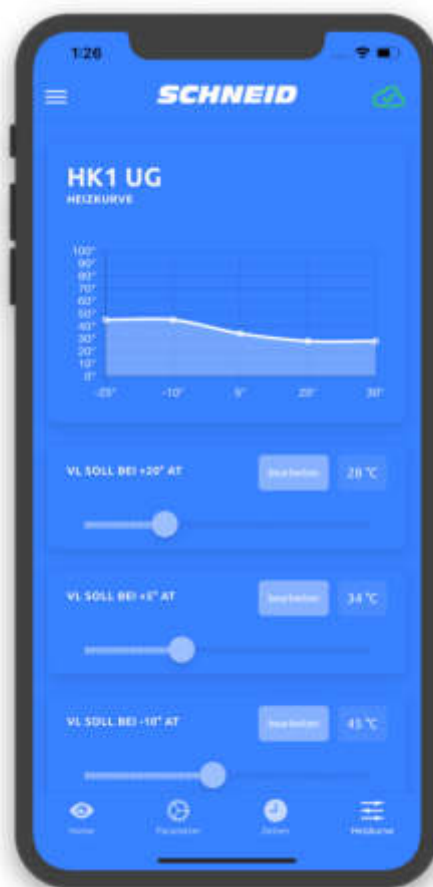 1:26
SCHNEID
HK1 UG
HEIZKURVE
100°
90°
80°
70°
60°
50°
40°
30°
20°
10°
0°
-20° -10° 5° 20° 30°
VL SOLL BEI +20° AT bearbeiten 28 °C
VL SOLL BEI +5° AT bearbeiten 34 °C
VL SOLL BEI -10° AT bearbeiten 45 °C
Home Parameter Zeiten Heizkurve